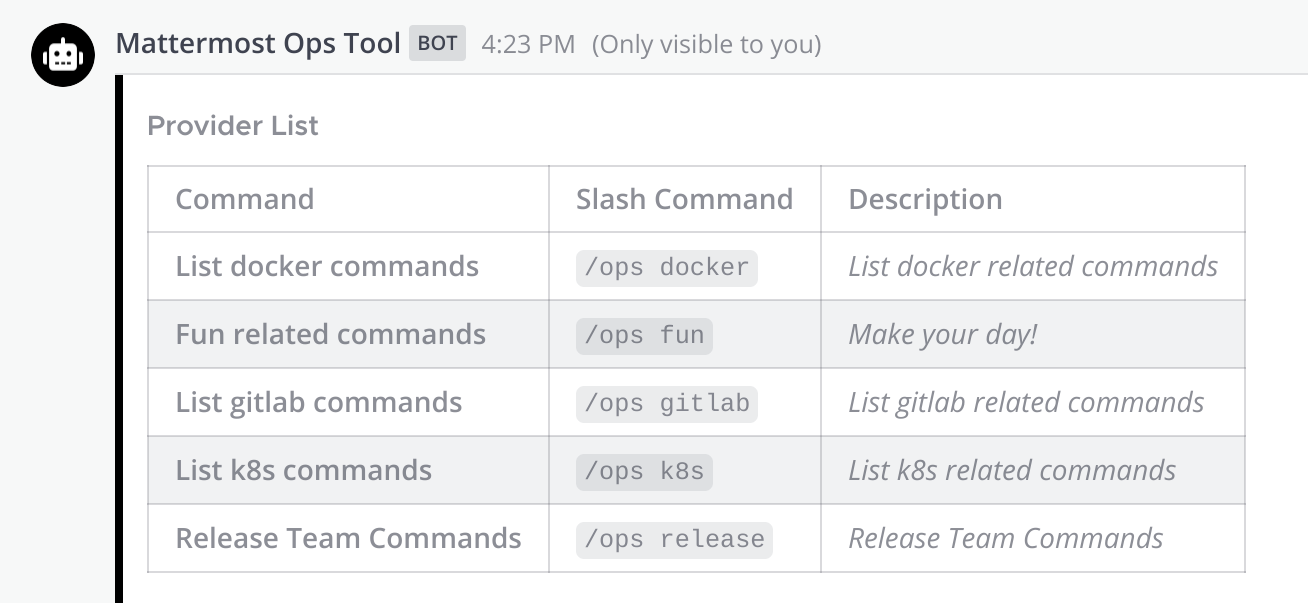 Mattermost Ops Tool BOT 4:23 PM (Only visible to you)
Provider List
Command Slash Command Description
List docker commands /ops docker List docker related commands
Fun related commands /ops fun Make your day!
List gitlab commands /ops gitlab List gitlab related commands
List k8s commands /ops k8s List k8s related commands
Release Team Commands /ops release Release Team Commands